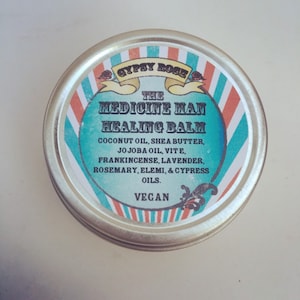 GYPSY ROSE
THE
MEDICINE MAN
HEALING BALM
COCONUT OIL, SHEA BUTTER,
JOJOBA OIL, VIT E,
FRANKINCENSE, LAVENDER,
ROSEMARY, ELEMI, & CYPRESS
OILS.
VEGAN